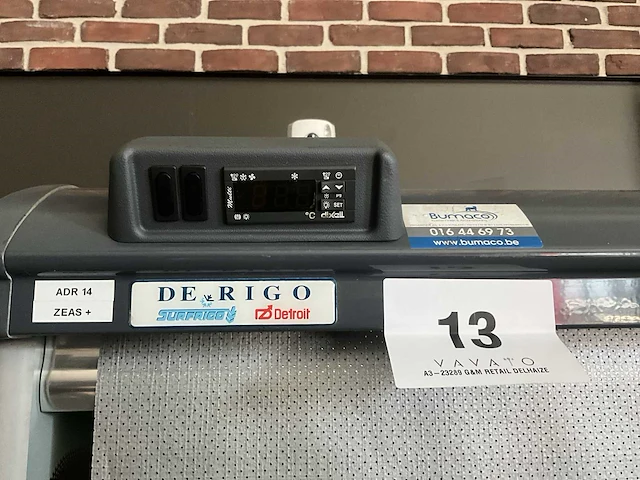 Multi
SET
°C dixell
Bumaco
016 44 69 73
www.bumaco.be
ADR 14
ZEAS +
DE RIGO
SURFRIGO Detroit
13
VAVATO
A3-23289 G&M RETAIL DELHAIZE